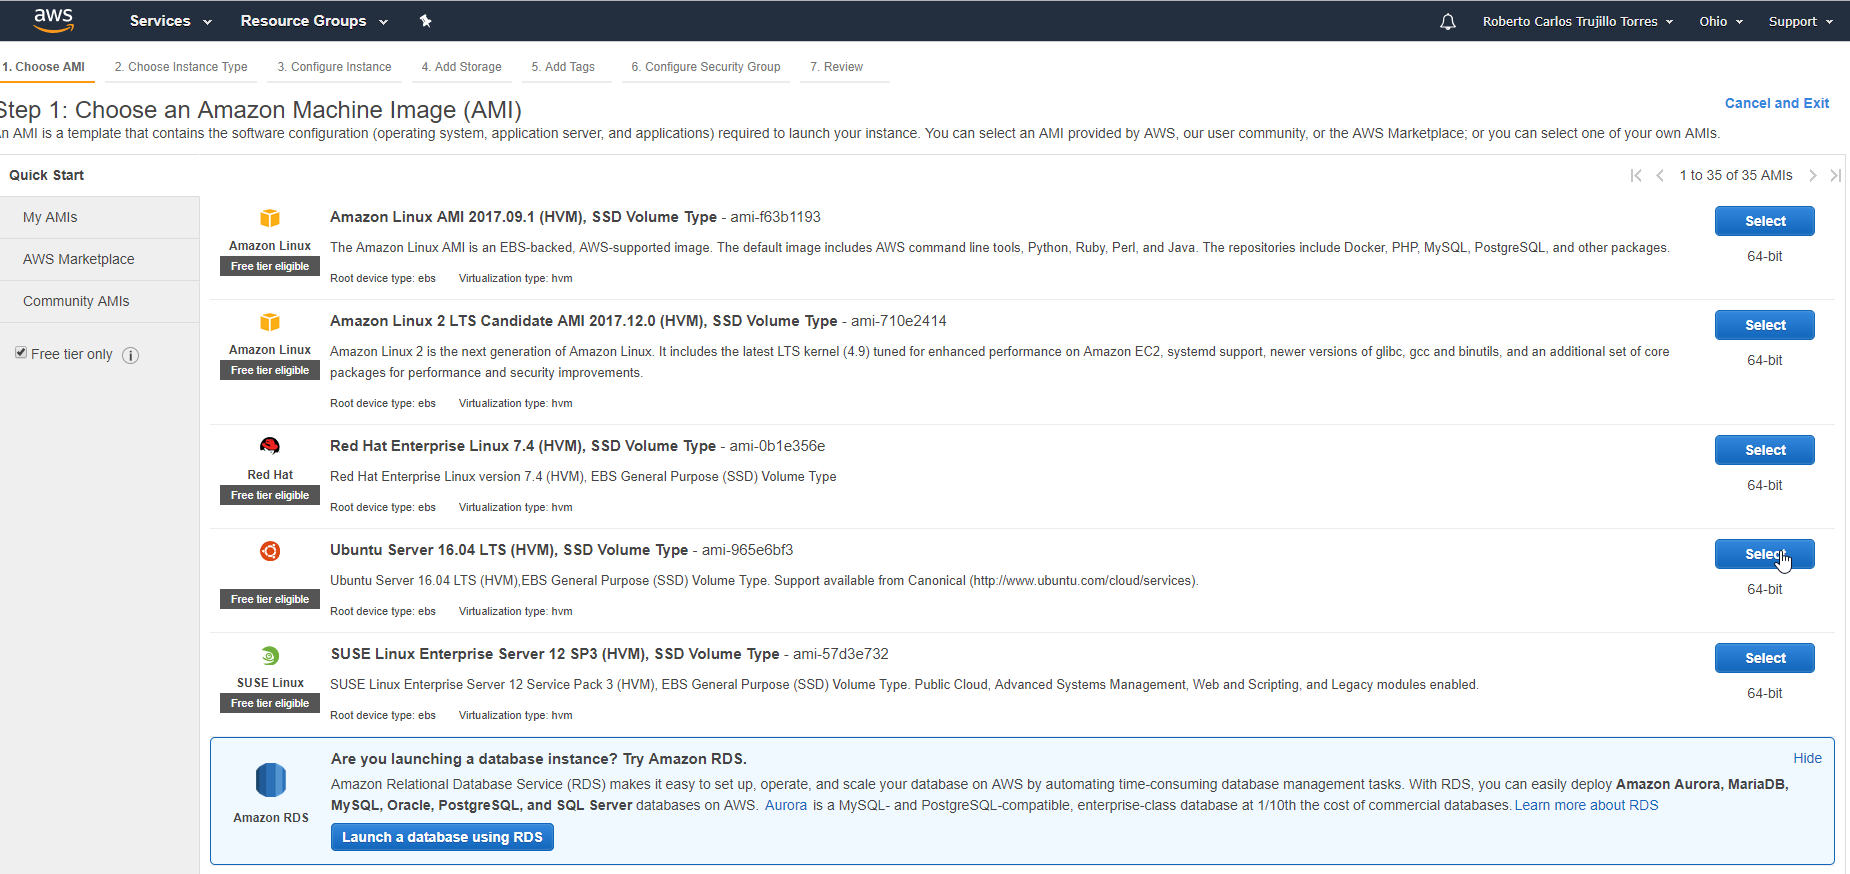 aws Services Resource Groups Roberto Carlos Trujillo Torres Ohio Support
1. Choose AMI 2. Choose Instance Type 3. Configure Instance 4. Add Storage 5. Add Tags 6. Configure Security Group 7. Review
Step 1: Choose an Amazon Machine Image (AMI) Cancel and Exit
An AMI is a template that contains the software configuration (operating system, application server, and applications) required to launch your instance. You can select an AMI provided by AWS, our user community, or the AWS Marketplace; or you can select one of your own AMIs.
Quick Start 1 to 35 of 35 AMIs
My AMIs
AWS Marketplace
Community AMIs
Free tier only
Amazon Linux
Free tier eligible
Amazon Linux AMI 2017.09.1 (HVM), SSD Volume Type - ami-f63b1193
The Amazon Linux AMI is an EBS-backed, AWS-supported image. The default image includes AWS command line tools, Python, Ruby, Perl, and Java. The repositories include Docker, PHP, MySQL, PostgreSQL, and other packages.
Root device type: ebs Virtualization type: hvm
Select
64-bit
Amazon Linux
Free tier eligible
Amazon Linux 2 LTS Candidate AMI 2017.12.0 (HVM), SSD Volume Type - ami-710e2414
Amazon Linux 2 is the next generation of Amazon Linux. It includes the latest LTS kernel (4.9) tuned for enhanced performance on Amazon EC2, systemd support, newer versions of glibc, gcc and binutils, and an additional set of core
packages for performance and security improvements.
Root device type: ebs Virtualization type: hvm
Select
64-bit
Red Hat
Free tier eligible
Red Hat Enterprise Linux 7.4 (HVM), SSD Volume Type - ami-0b1e356e
Red Hat Enterprise Linux version 7.4 (HVM), EBS General Purpose (SSD) Volume Type
Root device type: ebs Virtualization type: hvm
Select
64-bit
Free tier eligible
Ubuntu Server 16.04 LTS (HVM), SSD Volume Type - ami-965e6bf3
Ubuntu Server 16.04 LTS (HVM),EBS General Purpose (SSD) Volume Type. Support available from Canonical (http://www.ubuntu.com/cloud/services).
Root device type: ebs Virtualization type: hvm
Select
64-bit
SUSE Linux
Free tier eligible
SUSE Linux Enterprise Server 12 SP3 (HVM), SSD Volume Type - ami-57d3e732
SUSE Linux Enterprise Server 12 Service Pack 3 (HVM), EBS General Purpose (SSD) Volume Type. Public Cloud, Advanced Systems Management, Web and Scripting, and Legacy modules enabled.
Root device type: ebs Virtualization type: hvm
Select
64-bit
Amazon RDS
Are you launching a database instance? Try Amazon RDS. Hide
Amazon Relational Database Service (RDS) makes it easy to set up, operate, and scale your database on AWS by automating time-consuming database management tasks. With RDS, you can easily deploy Amazon Aurora, MariaDB,
MySQL, Oracle, PostgreSQL, and SQL Server databases on AWS. Aurora is a MySQL- and PostgreSQL-compatible, enterprise-class database at 1/10th the cost of commercial databases. Learn more about RDS
Launch a database using RDS